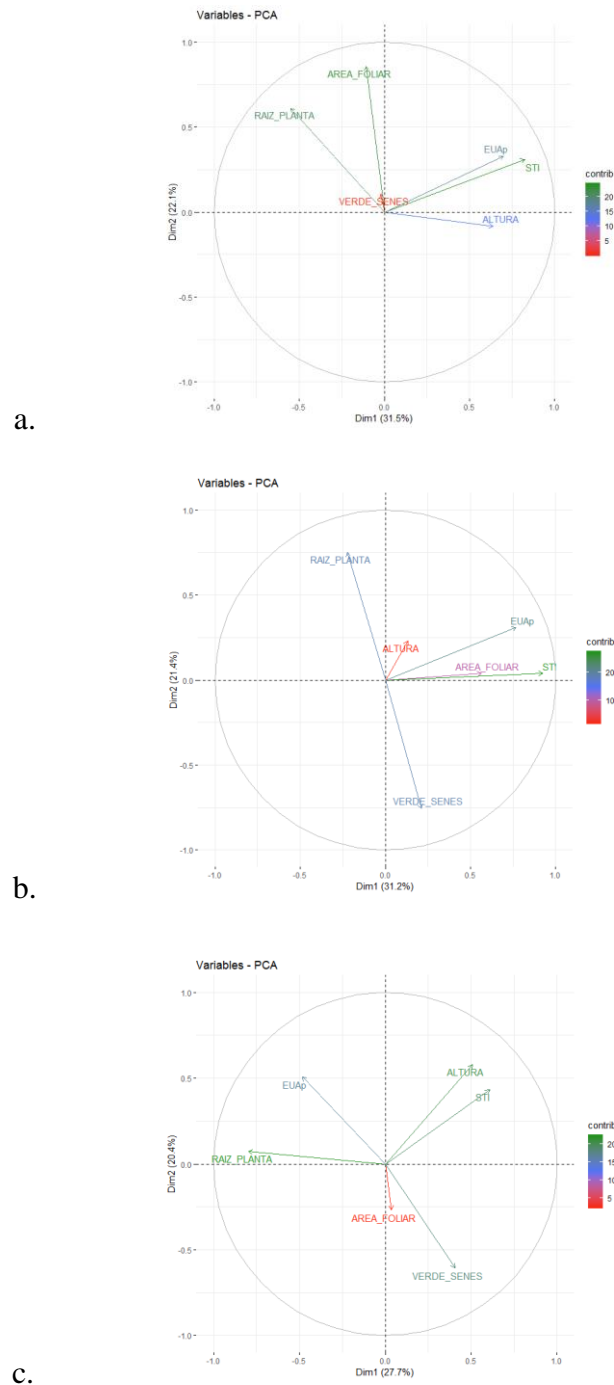 Variables - PCA
1.0
AREA_FOLIAR
RAIZ_PLANTA
0.5
EUAp
STI
contrib
20
15
10
5
VERDE_SENES
0.0
ALTURA
Dim2 (22.1%)
-0.5
-1.0
-1.0 -0.5 0.0 0.5 1.0
Dim1 (31.5%)
a.
Variables - PCA
1.0
RAIZ_PLANTA
0.5
EUAp
ALTURA
AREA_FOLIAR
STI
contrib
20
10
0.0
Dim2 (21.4%)
-0.5
VERDE_SENES
-1.0
-1.0 -0.5 0.0 0.5 1.0
Dim1 (31.2%)
b.
Variables - PCA
1.0
ALTURA
0.5
EUAp
STI
contrib
20
15
10
5
RAIZ_PLANTA
0.0
Dim2 (20.4%)
AREA_FOLIAR
-0.5
VERDE_SENES
-1.0
-1.0 -0.5 0.0 0.5 1.0
Dim1 (27.7%)
c.